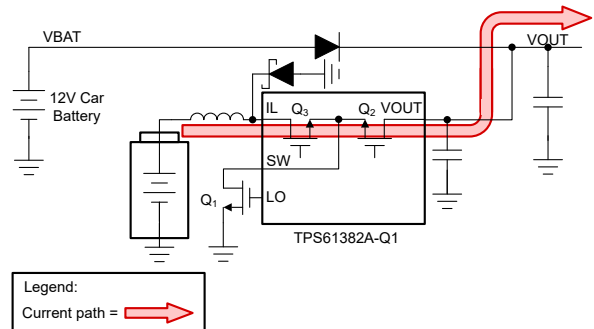 VBAT
VOUT
12V Car
Battery
IL
Q3
Q2
VOUT
SW
Q1
LO
TPS61382A-Q1
Legend:
Current path =